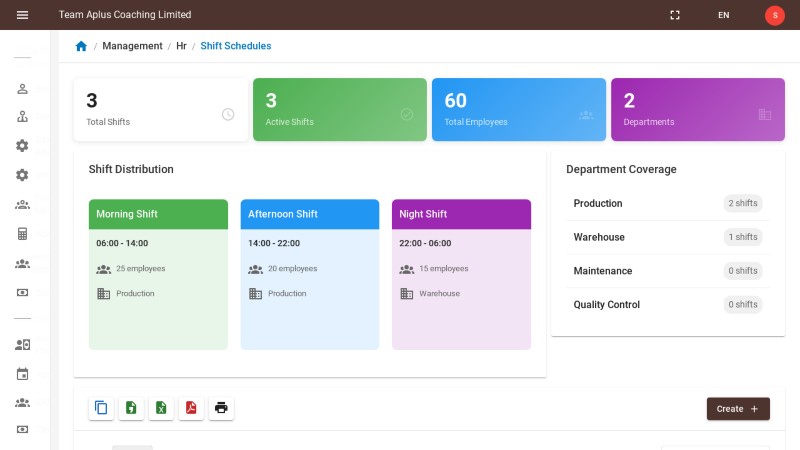 Team Aplus Coaching Limited
EN
S
/ Management / Hr / Shift Schedules
3
Total Shifts
3
Active Shifts
60
Total Employees
2
Departments
Shift Distribution
Morning Shift
06:00 - 14:00
25 employees
Production
Afternoon Shift
14:00 - 22:00
20 employees
Production
Night Shift
22:00 - 06:00
15 employees
Warehouse
Department Coverage
Production
2 shifts
Warehouse
1 shifts
Maintenance
0 shifts
Quality Control
0 shifts
Create +